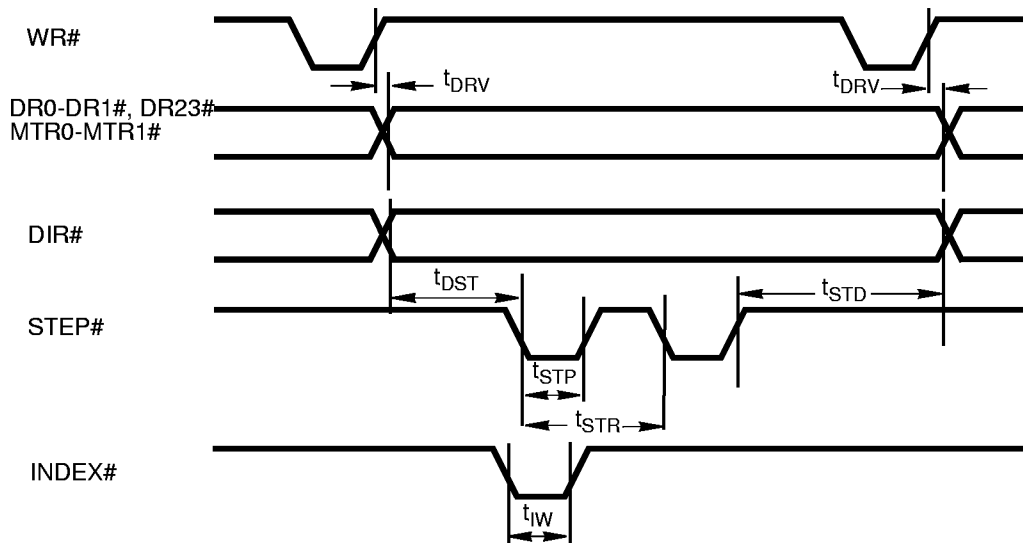 WR#
tDRV
tDRV
DR0-DR1#, DR23#
MTR0-MTR1#
DIR#
tDST
tSTD
STEP#
tSTP
tSTR
INDEX#
tIW